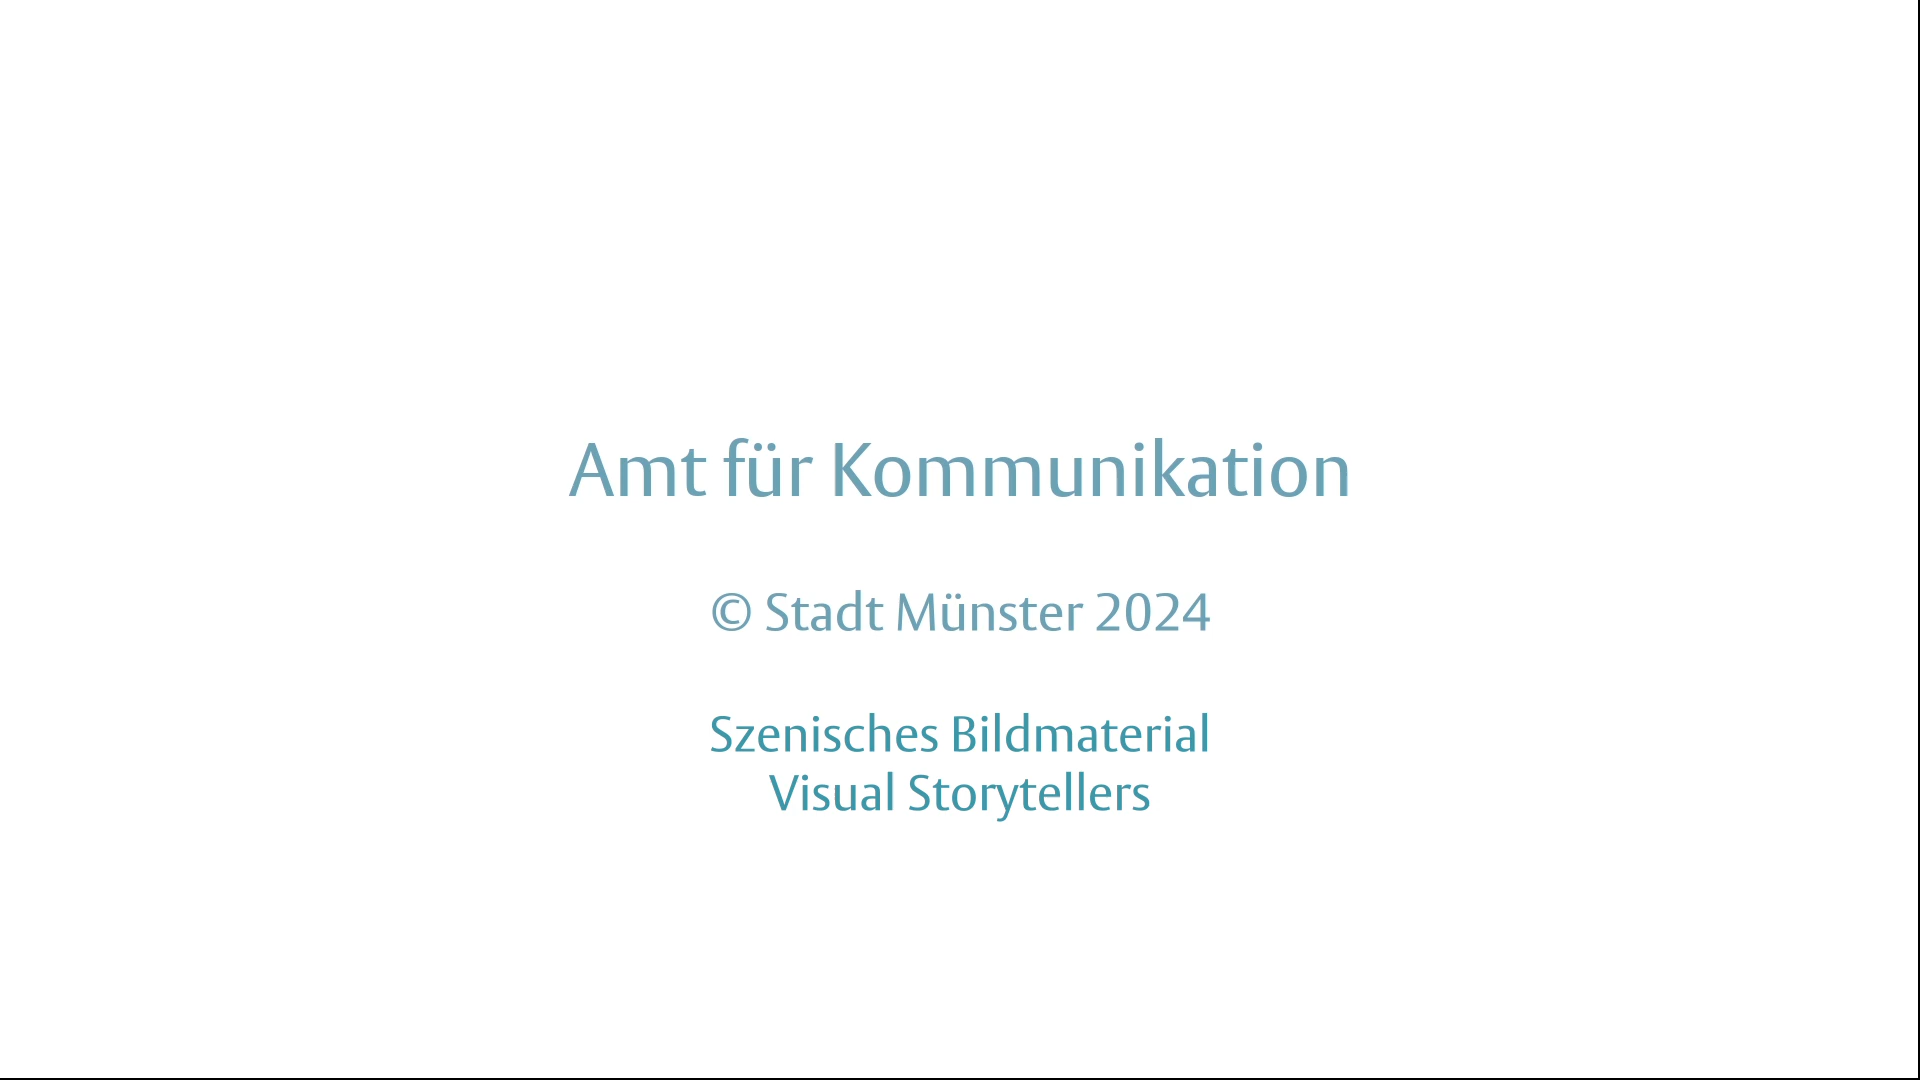 Amt für Kommunikation
© Stadt Münster 2024
Szenisches Bildmaterial
Visual Storytellers